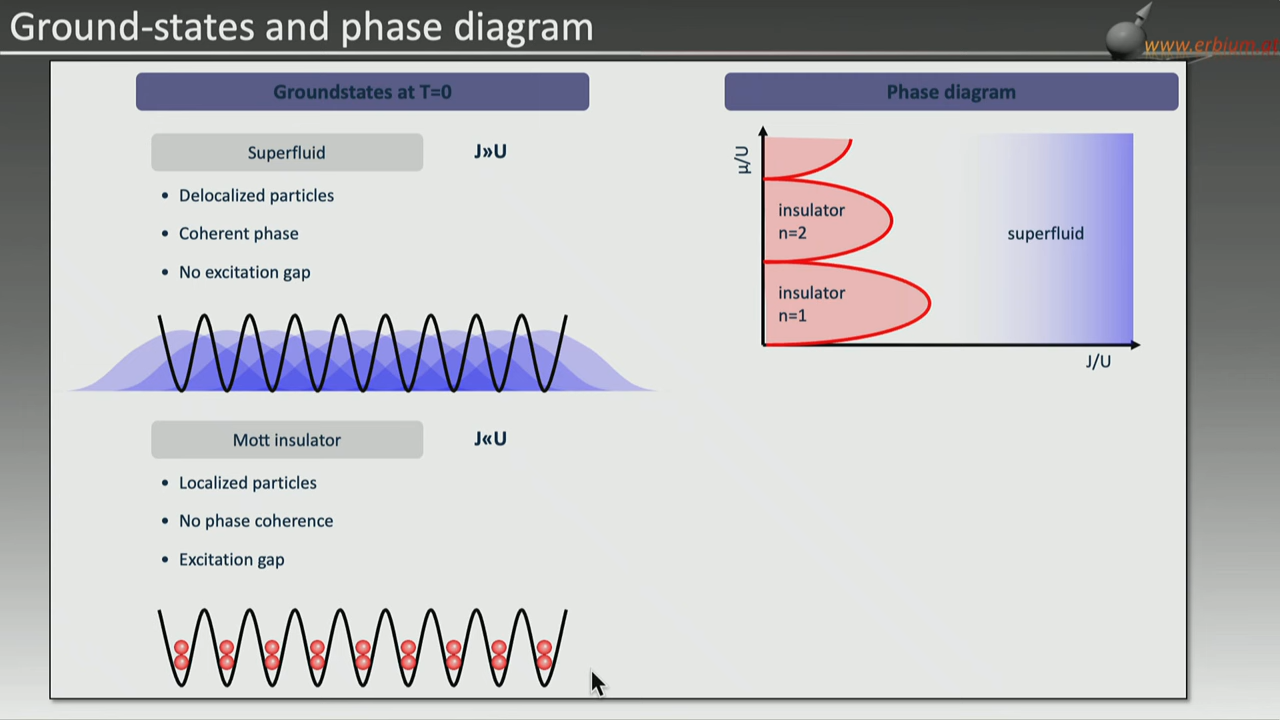 Ground-states and phase diagram
www.erbium.at
Groundstates at T=0
Superfluid
J»U
• Delocalized particles
• Coherent phase
• No excitation gap
Mott insulator
J«U
• Localized particles
• No phase coherence
• Excitation gap
Phase diagram
μ/U
insulator
n=2
insulator
n=1
superfluid
J/U